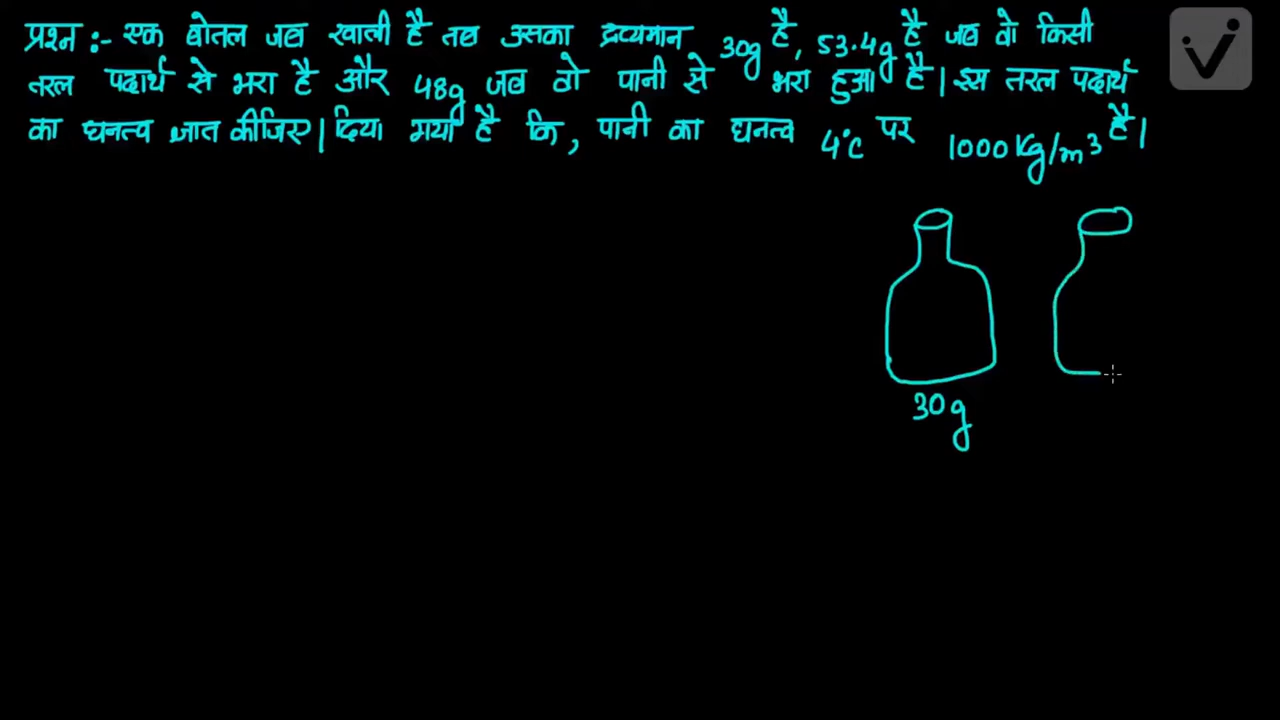 प्रश्न :- एक बोतल जब खाली है तब उसका द्रव्यमान 30g है, 53.4g है जब वो किसी
तरल पदार्थ से भरा है और 48g जब वो पानी से भरा हुआ है। इस तरल पदार्थ
का घनत्व ज्ञात कीजिए। दिया गया है कि, पानी का घनत्व 4°C पर 1000 Kg/m³ है।
30g